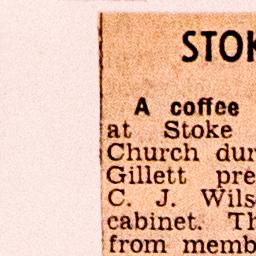 STOK
A coffee
at Stoke
Church dur
Gillett pre
C. J. Wils
cabinet. Th
from memb